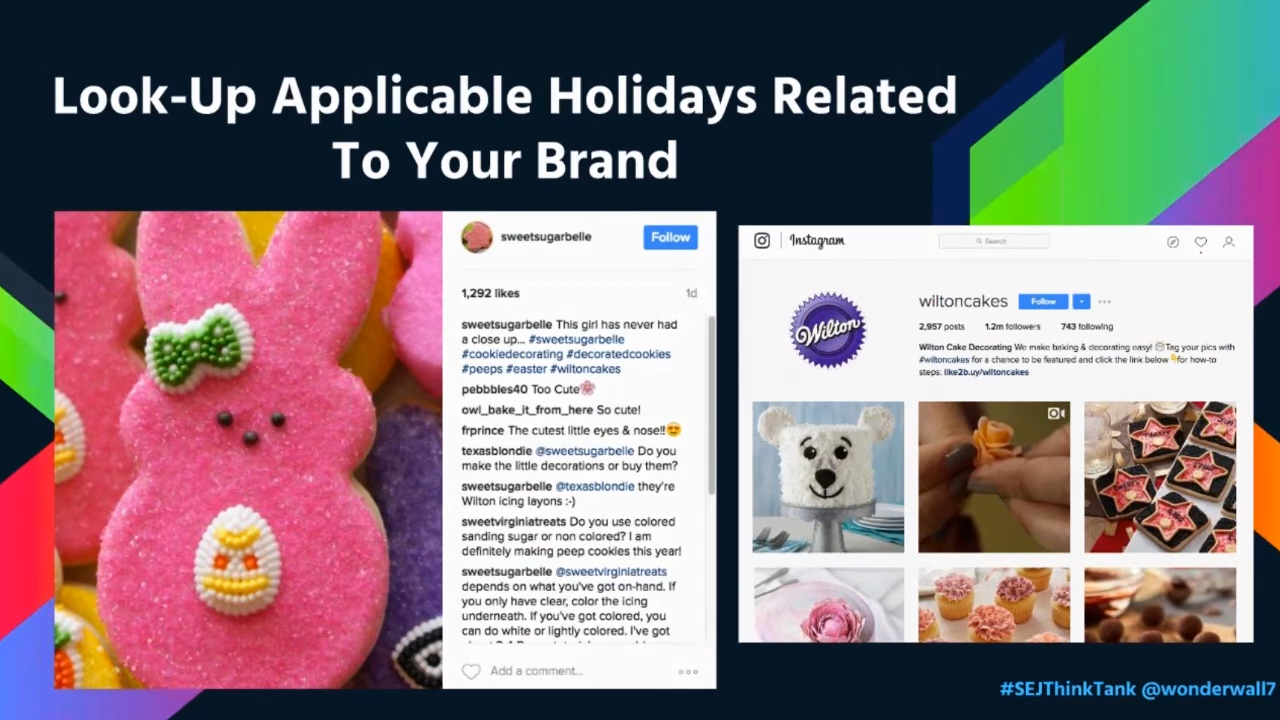 Look-Up Applicable Holidays Related
To Your Brand
sweetsugarbelle
Follow
1,292 likes
1d
sweetsugarbelle This girl has never had
a close up... #sweetsugarbelle
#cookiedecorating #decoratedcookies
#peeps #easter #wiltoncakes
pebbbles40 Too Cute🌸
owl_bake_it_from_here So cute!
frprince The cutest little eyes & nose!!😍
texasblondie @sweetsugarbelle Do you
make the little decorations or buy them?
sweetsugarbelle @texasblondie they're
Wilton icing layons :-)
sweetvirginiatreats Do you use colored
sanding sugar or non colored? I am
definitely making peep cookies this year!
sweetsugarbelle @sweetvirginiatreats
depends on what you've got on-hand. If
you only have clear, color the icing
underneath. If you've got colored, you
can do white or lightly colored. I've got
Add a comment...
Instagram
Search
Wilton
wiltoncakes
Follow
2,957 posts 1.2m followers 743 following
Wilton Cake Decorating We make baking & decorating easy! Tag your pics with
#wiltoncakes for a chance to be featured and click the link below 👇for how-to
steps: like2b.uy/wiltoncakes
#SEJThinkTank @wonderwall7